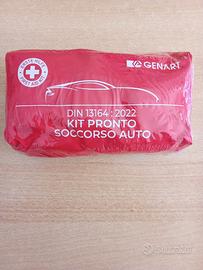 GENART
DIN 13164 : 2022
KIT PRONTO
SOCCORSO AUTO